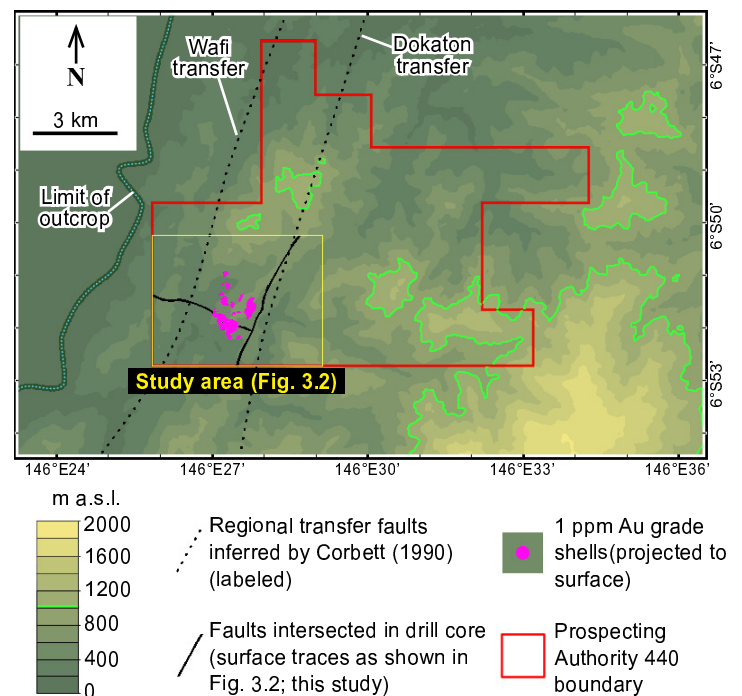 N
3 km
Wafi
transfer
Dokaton
transfer
Limit of
outcrop
Study area (Fig. 3.2)
6°S47'
6°S50'
6°S53'
146°E24' 146°E27' 146°E30' 146°E33' 146°E36'
m a.s.l.
2000
1600
1200
800
400
0
Regional transfer faults
inferred by Corbett (1990)
(labeled)
Faults intersected in drill core
(surface traces as shown in
Fig. 3.2; this study)
1 ppm Au grade
shells(projected to
surface)
Prospecting
Authority 440
boundary